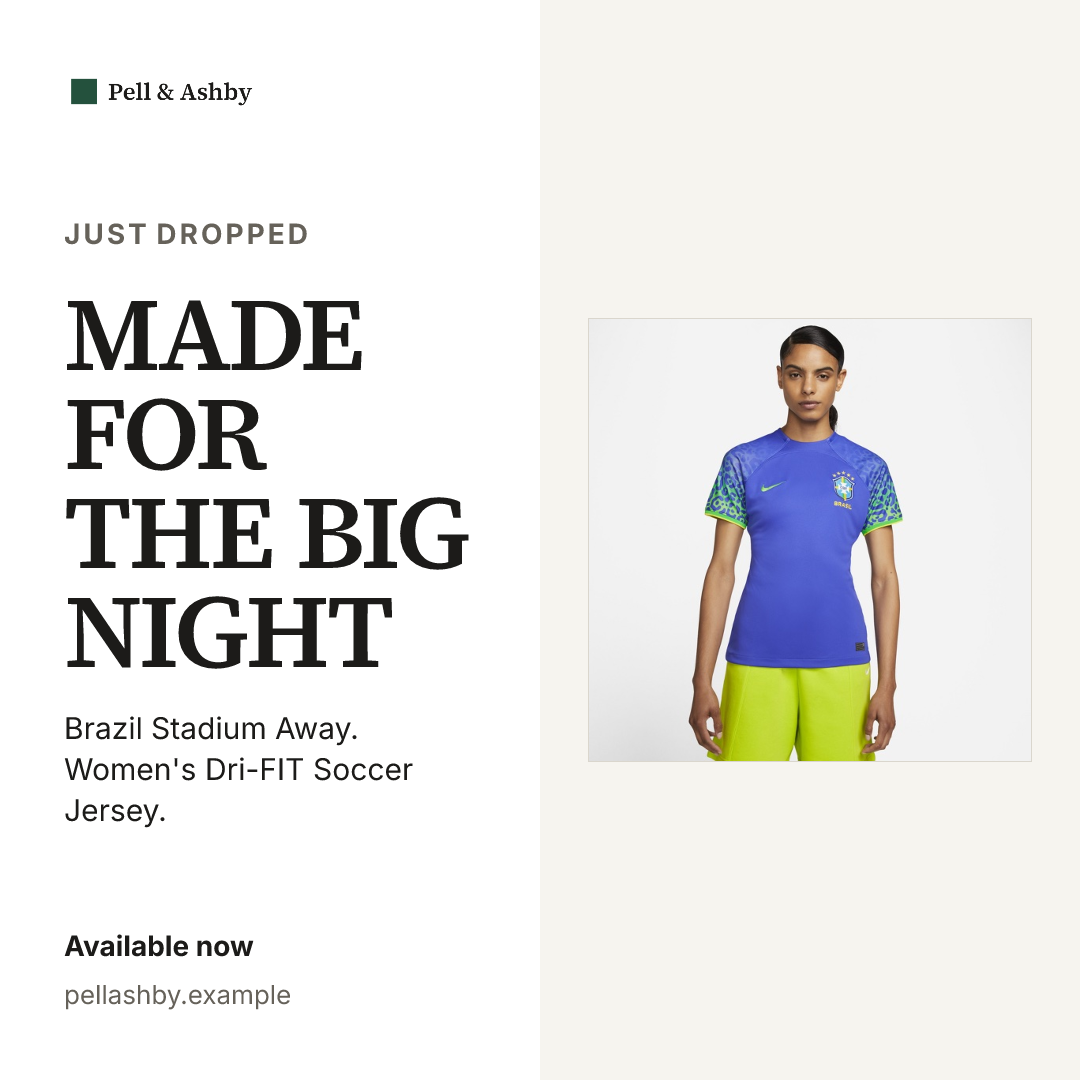 Pell & Ashby
JUST DROPPED
MADE
FOR
THE BIG
NIGHT
Brazil Stadium Away.
Women's Dri-FIT Soccer
Jersey.
Available now
pellashby.example
BRASIL